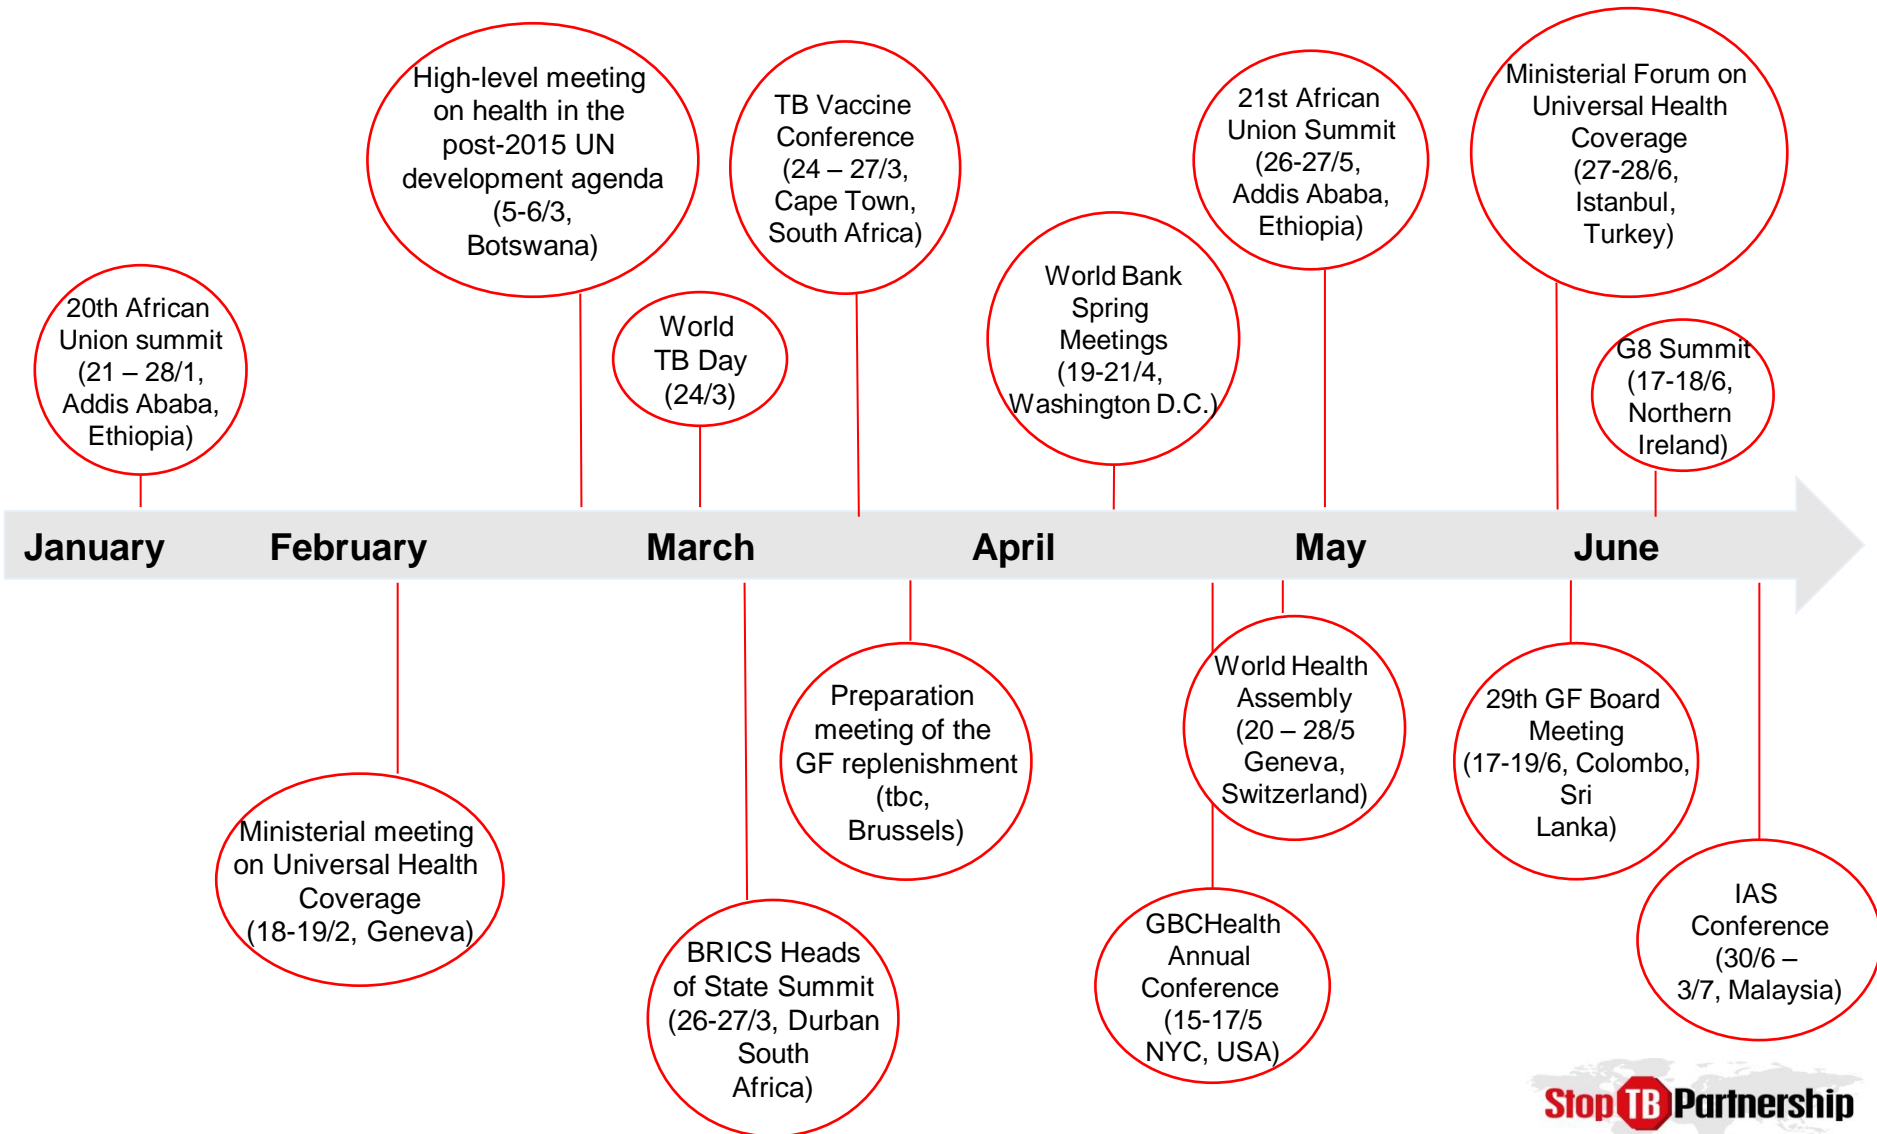 High-level meeting
on health in the
post-2015 UN
development agenda
(5-6/3,
Botswana)
TB Vaccine
Conference
(24 – 27/3,
Cape Town,
South Africa)
21st African
Union Summit
(26-27/5,
Addis Ababa,
Ethiopia)
Ministerial Forum on
Universal Health
Coverage
(27-28/6,
Istanbul,
Turkey)
20th African
Union summit
(21 – 28/1,
Addis Ababa,
Ethiopia)
World
TB Day
(24/3)
World Bank
Spring
Meetings
(19-21/4,
Washington D.C.)
G8 Summit
(17-18/6,
Northern
Ireland)
January February March April May June
Ministerial meeting
on Universal Health
Coverage
(18-19/2, Geneva)
BRICS Heads
of State Summit
(26-27/3, Durban
South
Africa)
Preparation
meeting of the
GF replenishment
(tbc,
Brussels)
World Health
Assembly
(20 – 28/5
Geneva,
Switzerland)
GBCHealth
Annual
Conference
(15-17/5
NYC, USA)
29th GF Board
Meeting
(17-19/6, Colombo,
Sri
Lanka)
IAS
Conference
(30/6 –
3/7, Malaysia)
Stop TB Partnership